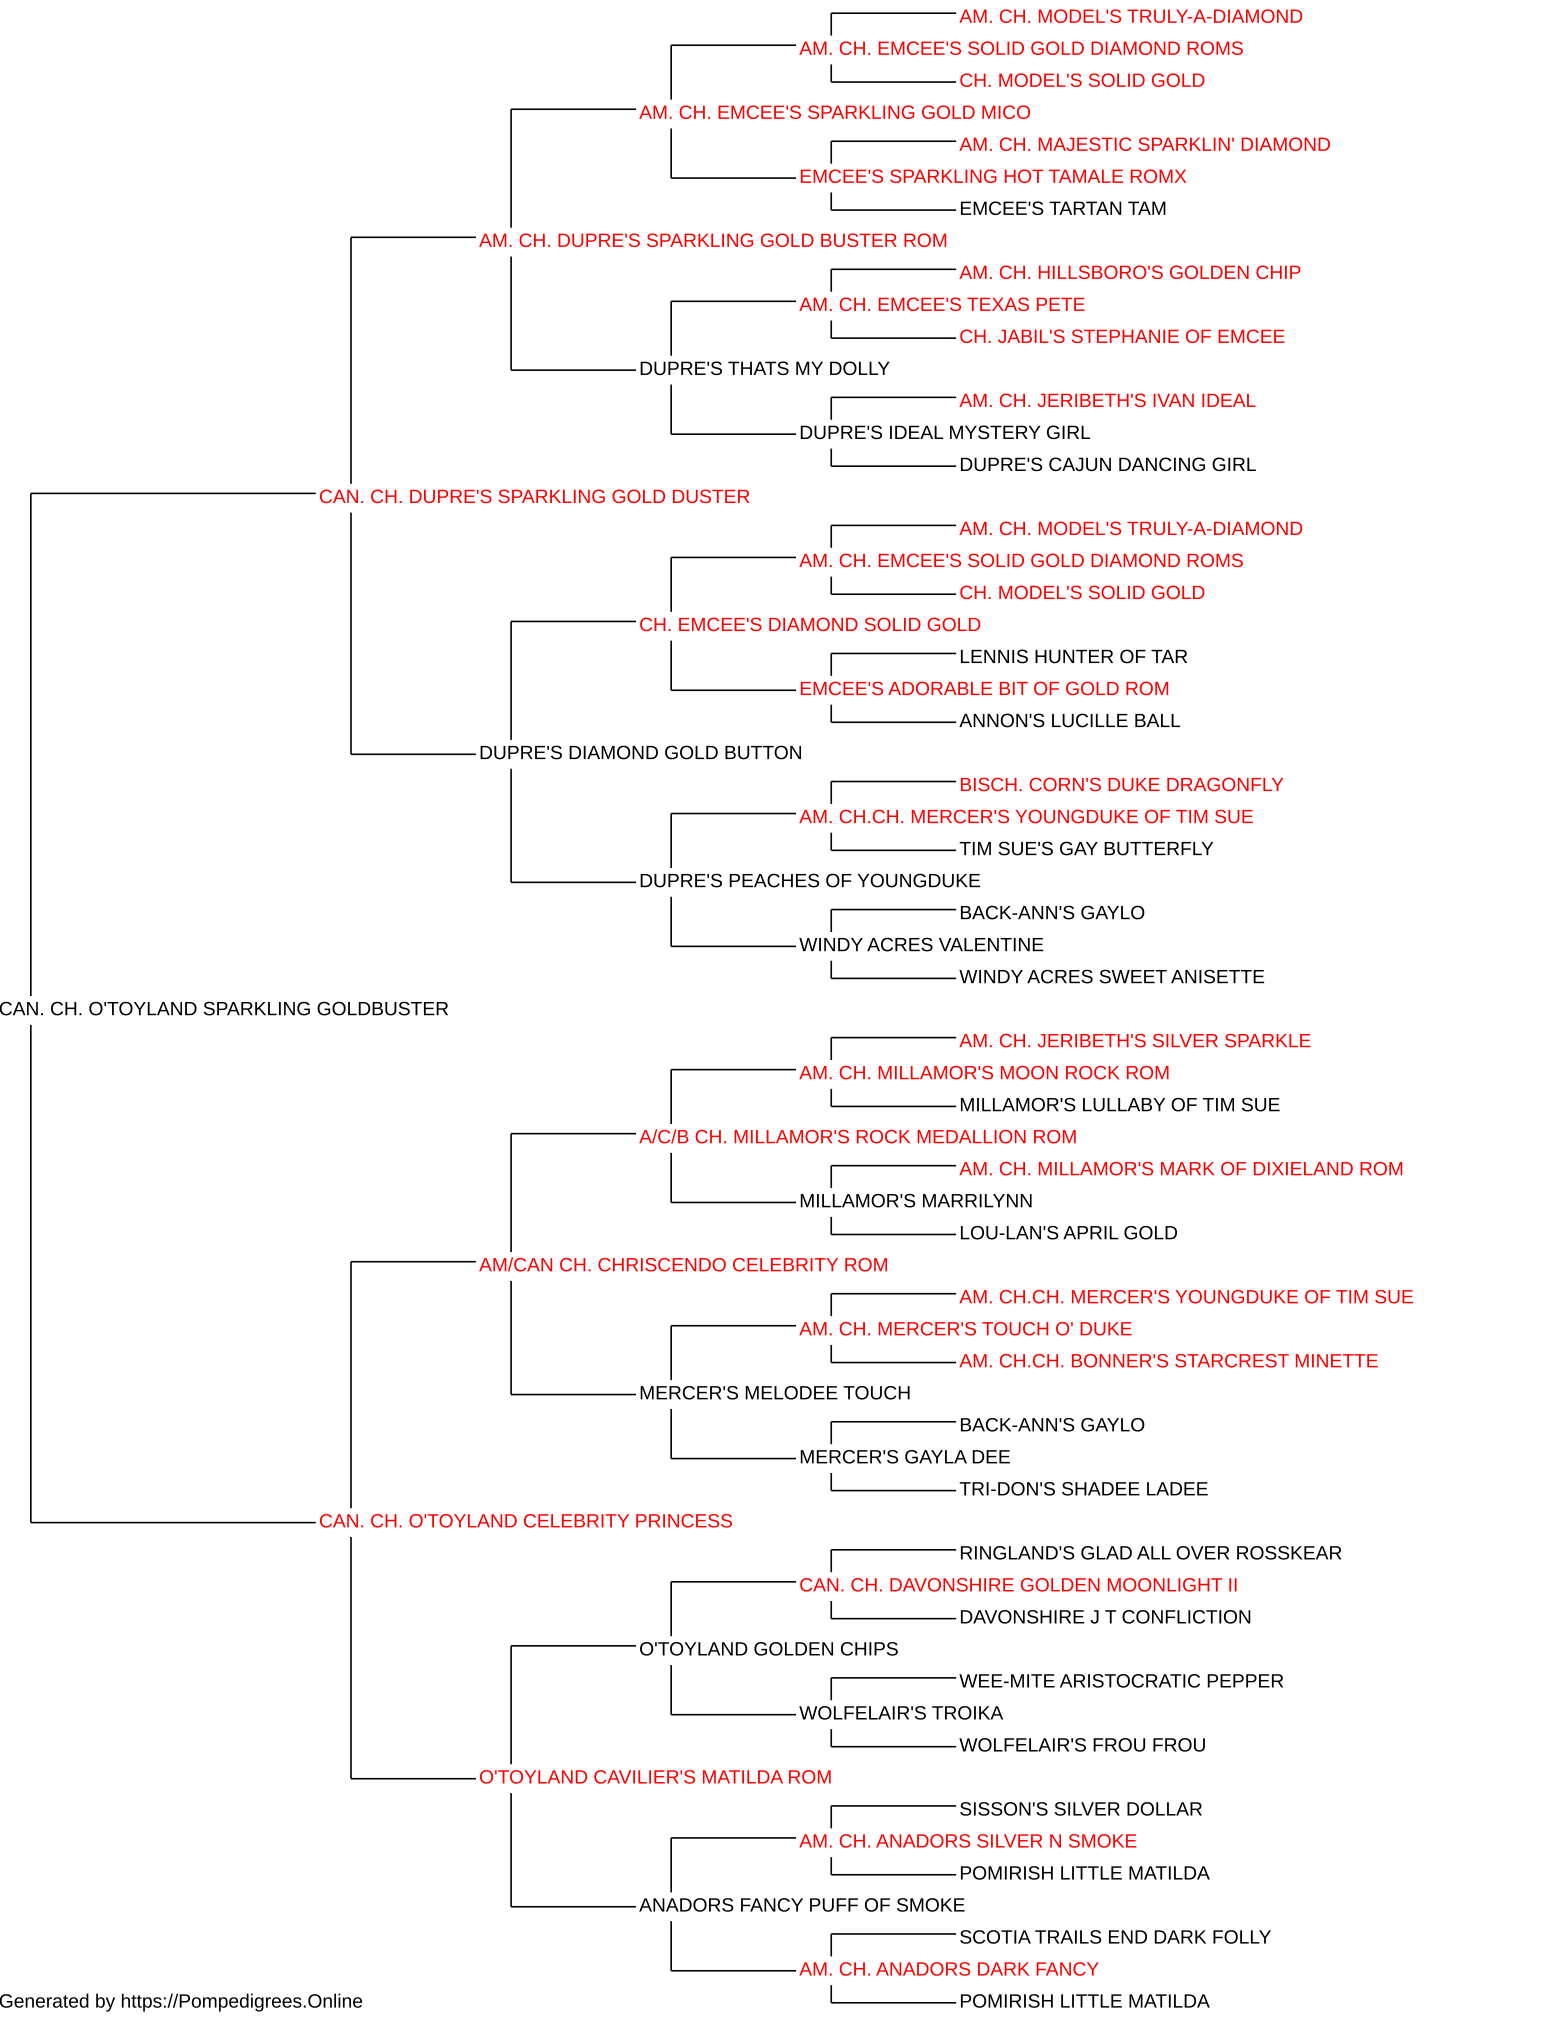 AM. CH. MODEL'S TRULY-A-DIAMOND
AM. CH. EMCEE'S SOLID GOLD DIAMOND ROMS
CH. MODEL'S SOLID GOLD
AM. CH. EMCEE'S SPARKLING GOLD MICO
AM. CH. MAJESTIC SPARKLIN' DIAMOND
EMCEE'S SPARKLING HOT TAMALE ROMX
EMCEE'S TARTAN TAM
AM. CH. DUPRE'S SPARKLING GOLD BUSTER ROM
AM. CH. HILLSBORO'S GOLDEN CHIP
AM. CH. EMCEE'S TEXAS PETE
CH. JABIL'S STEPHANIE OF EMCEE
DUPRE'S THATS MY DOLLY
AM. CH. JERIBETH'S IVAN IDEAL
DUPRE'S IDEAL MYSTERY GIRL
DUPRE'S CAJUN DANCING GIRL
CAN. CH. DUPRE'S SPARKLING GOLD DUSTER
AM. CH. MODEL'S TRULY-A-DIAMOND
AM. CH. EMCEE'S SOLID GOLD DIAMOND ROMS
CH. MODEL'S SOLID GOLD
CH. EMCEE'S DIAMOND SOLID GOLD
LENNIS HUNTER OF TAR
EMCEE'S ADORABLE BIT OF GOLD ROM
ANNON'S LUCILLE BALL
DUPRE'S DIAMOND GOLD BUTTON
BISCH. CORN'S DUKE DRAGONFLY
AM. CH.CH. MERCER'S YOUNGDUKE OF TIM SUE
TIM SUE'S GAY BUTTERFLY
DUPRE'S PEACHES OF YOUNGDUKE
BACK-ANN'S GAYLO
WINDY ACRES VALENTINE
WINDY ACRES SWEET ANISETTE
CAN. CH. O'TOYLAND SPARKLING GOLDBUSTER
AM. CH. JERIBETH'S SILVER SPARKLE
AM. CH. MILLAMOR'S MOON ROCK ROM
MILLAMOR'S LULLABY OF TIM SUE
A/C/B CH. MILLAMOR'S ROCK MEDALLION ROM
AM. CH. MILLAMOR'S MARK OF DIXIELAND ROM
MILLAMOR'S MARRILYNN
LOU-LAN'S APRIL GOLD
AM/CAN CH. CHRISCENDO CELEBRITY ROM
AM. CH.CH. MERCER'S YOUNGDUKE OF TIM SUE
AM. CH. MERCER'S TOUCH O' DUKE
AM. CH.CH. BONNER'S STARCREST MINETTE
MERCER'S MELODEE TOUCH
BACK-ANN'S GAYLO
MERCER'S GAYLA DEE
TRI-DON'S SHADEE LADEE
CAN. CH. O'TOYLAND CELEBRITY PRINCESS
RINGLAND'S GLAD ALL OVER ROSSKEAR
CAN. CH. DAVONSHIRE GOLDEN MOONLIGHT II
DAVONSHIRE J T CONFLICTION
O'TOYLAND GOLDEN CHIPS
WEE-MITE ARISTOCRATIC PEPPER
WOLFELAIR'S TROIKA
WOLFELAIR'S FROU FROU
O'TOYLAND CAVILIER'S MATILDA ROM
SISSON'S SILVER DOLLAR
AM. CH. ANADORS SILVER N SMOKE
POMIRISH LITTLE MATILDA
ANADORS FANCY PUFF OF SMOKE
SCOTIA TRAILS END DARK FOLLY
AM. CH. ANADORS DARK FANCY
POMIRISH LITTLE MATILDA
Generated by https://Pompedigrees.Online